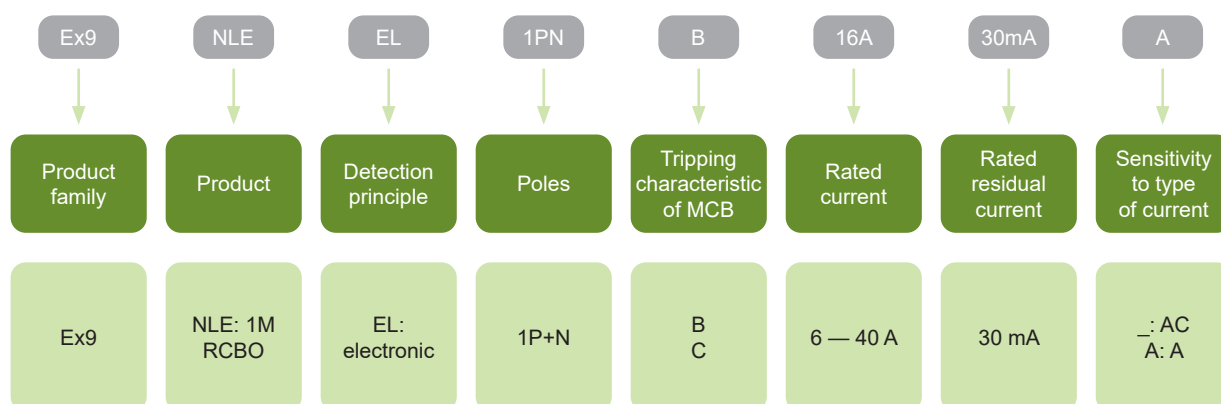 Ex9 NLE EL 1PN B 16A 30mA A
Product
family
Product
Detection
principle
Poles
Tripping
characteristic
of MCB
Rated
current
Rated
residual
current
Sensitivity
to type
of current
Ex9
NLE: 1M
RCBO
EL:
electronic
1P+N
B
C
6 — 40 A
30 mA
_: AC
A: A